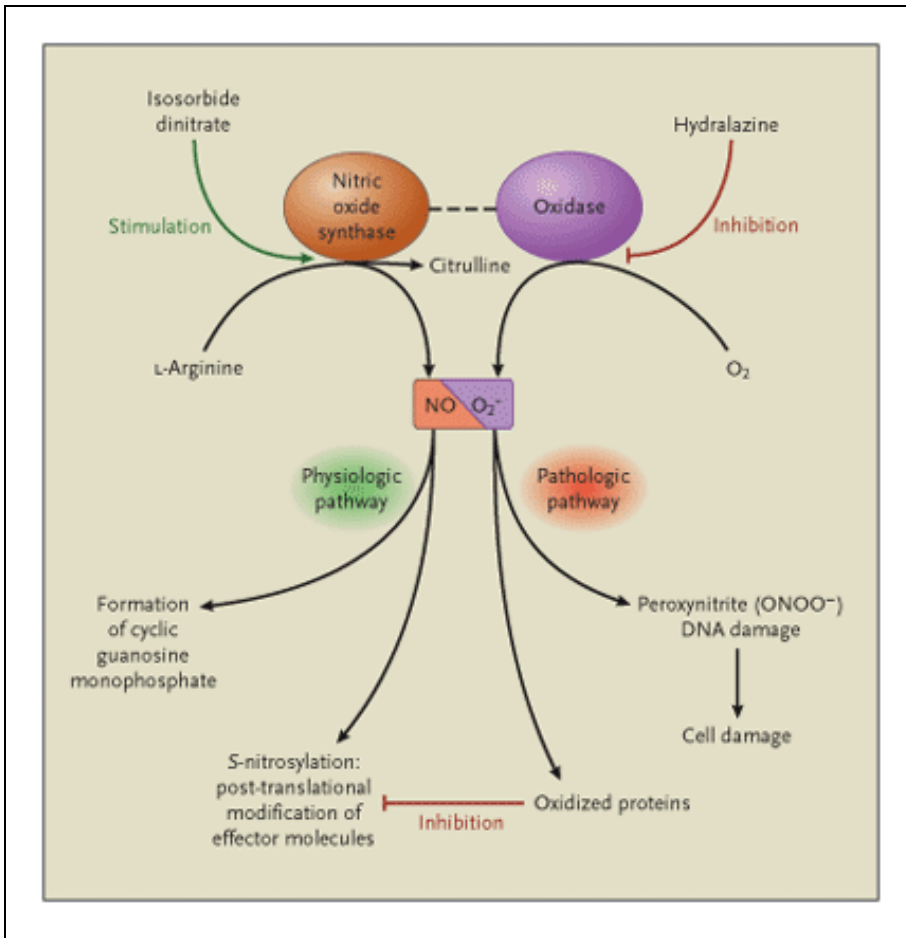 Isosorbide
dinitrate
Hydralazine
Nitric
oxide
synthase
Oxidase
Stimulation
Inhibition
Citrulline
L-Arginine
O₂
NO
O₂⁻
Physiologic
pathway
Pathologic
pathway
Formation
of cyclic
guanosine
monophosphate
Peroxynitrite (ONOO⁻)
DNA damage
Cell damage
S-nitrosylation:
post-translational
modification of
effector molecules
Inhibition
Oxidized proteins